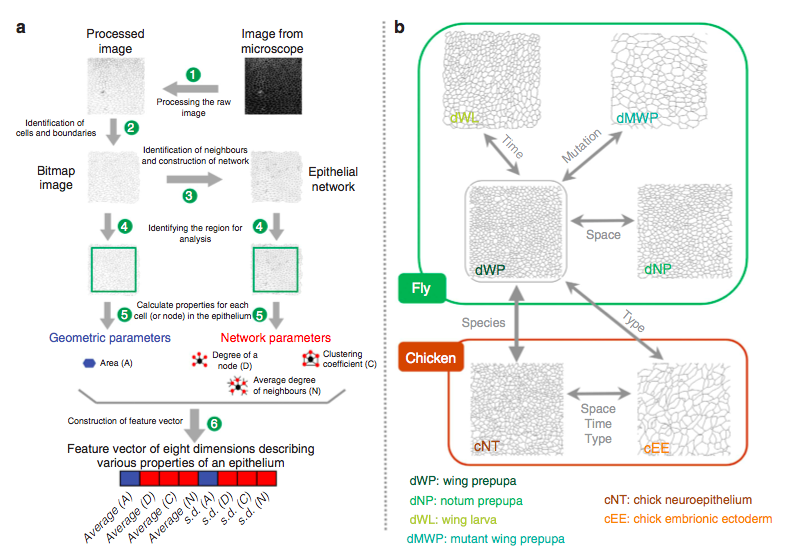 a
Processed
image
Image from
microscope
1
Processing the raw
image
Identification of
cells and boundaries
2
Bitmap
image
Identification of neighbours
and construction of network
3
Epithelial
network
4
Identifying the region for
analysis
4
5
Calculate properties for each
cell (or node) in the epithelium
5
Geometric parameters
Network parameters
Area (A)
Degree of a
node (D)
Clustering
coefficient (C)
Average degree
of neighbours (N)
Construction of feature vector
6
Feature vector of eight dimensions describing
various properties of an epithelium
Average (A)
Average (D)
Average (C)
Average (N)
s.d. (A)
s.d. (D)
s.d. (C)
s.d. (N)
b
dWL
dMWP
Time
Mutation
dWP
Space
dNP
Fly
Species
Type
Chicken
cNT
Space
Time
Type
cEE
dWP: wing prepupa
dNP: notum prepupa
dWL: wing larva
dMWP: mutant wing prepupa
cNT: chick neuroepithelium
cEE: chick embrionic ectoderm